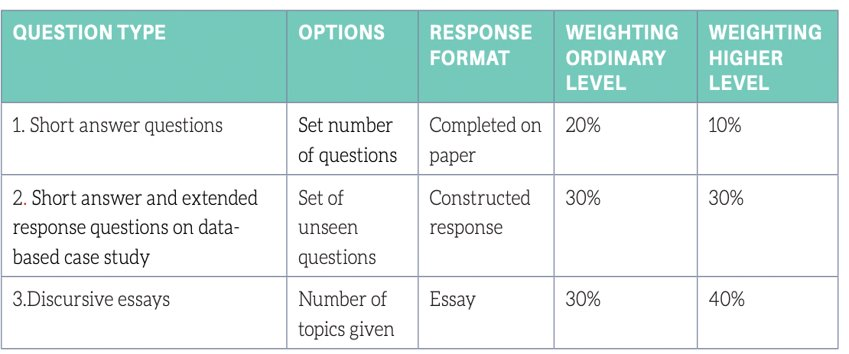 QUESTION TYPE OPTIONS RESPONSE FORMAT WEIGHTING ORDINARY LEVEL WEIGHTING HIGHER LEVEL
1. Short answer questions Set number of questions Completed on paper 20% 10%
2. Short answer and extended response questions on data-based case study Set of unseen questions Constructed response 30% 30%
3.Discursive essays Number of topics given Essay 30% 40%